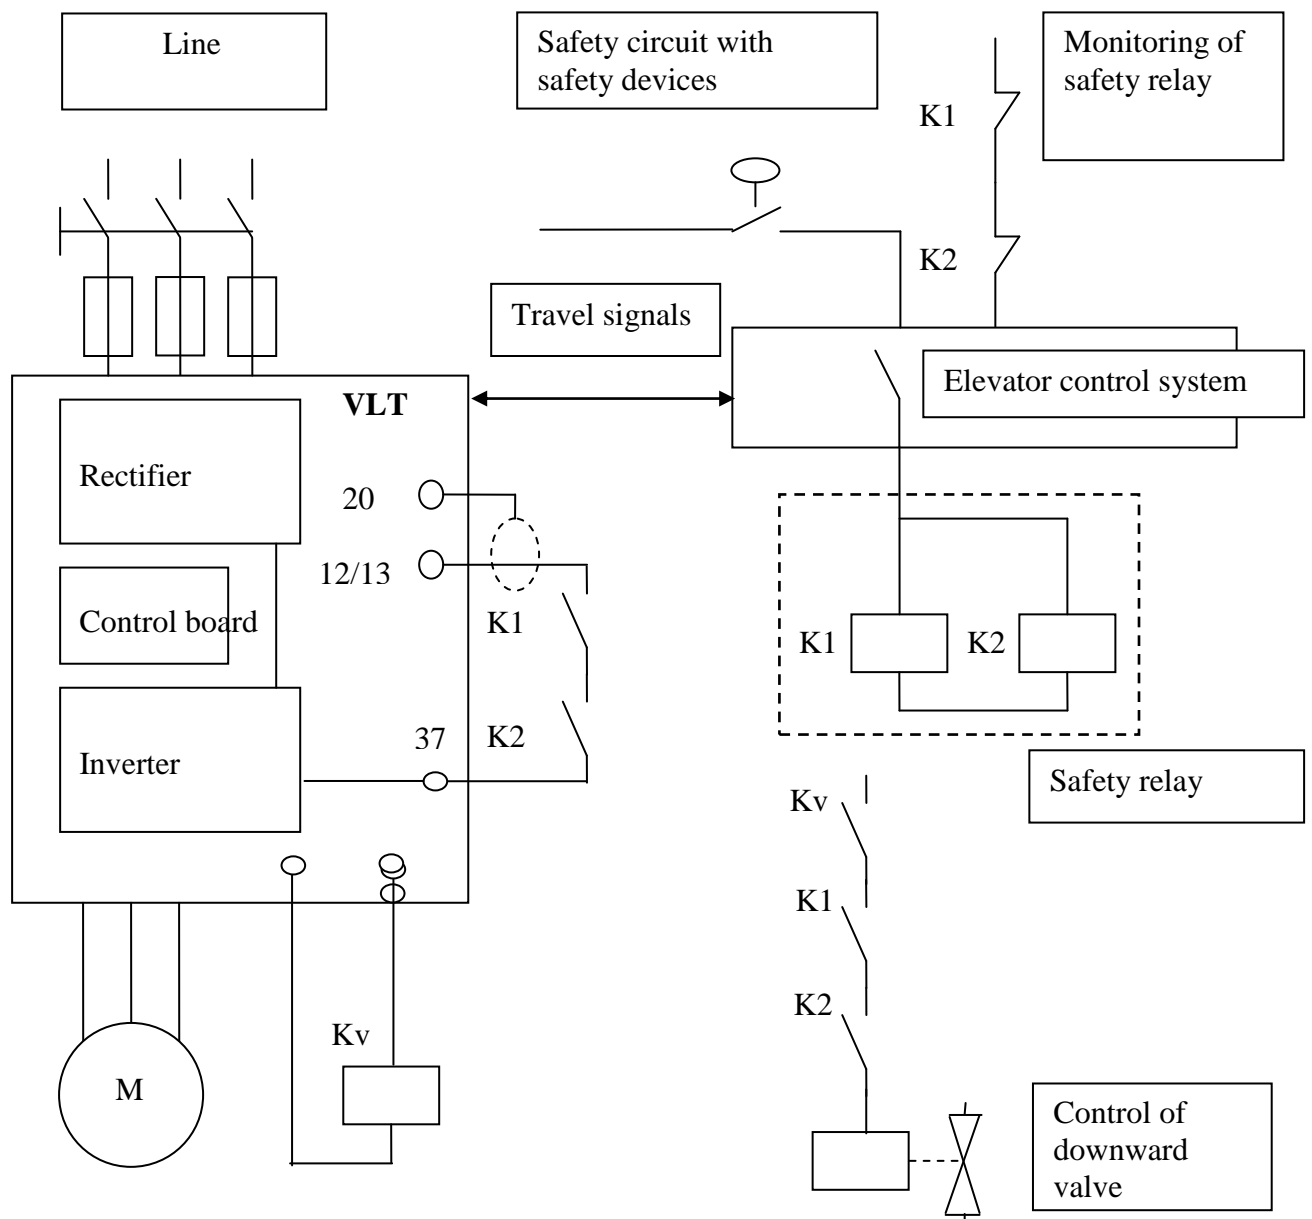 Line
Safety circuit with
safety devices
Monitoring of
safety relay
K1
K2
Travel signals
Elevator control system
VLT
Rectifier
20
12/13
Control board
K1
K2
37
Inverter
K1
K2
Safety relay
Kv
K1
K2
Kv
M
Control of
downward
valve